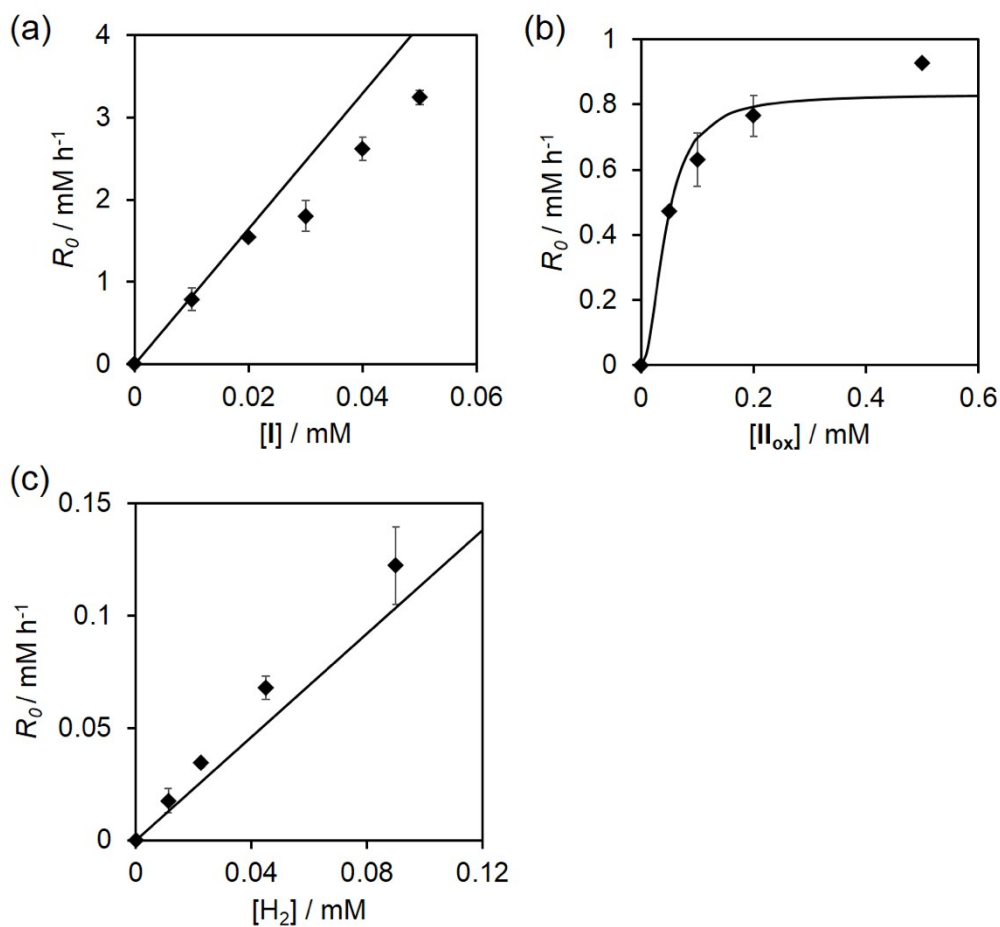 (a)
4
3
2
1
0
R₀ / mM h⁻¹
0 0.02 0.04 0.06
[I] / mM
(b)
1
0.8
0.6
0.4
0.2
0
R₀ / mM h⁻¹
0 0.2 0.4 0.6
[IIₒₓ] / mM
(c)
0.15
0.1
0.05
0
R₀ / mM h⁻¹
0 0.04 0.08 0.12
[H₂] / mM